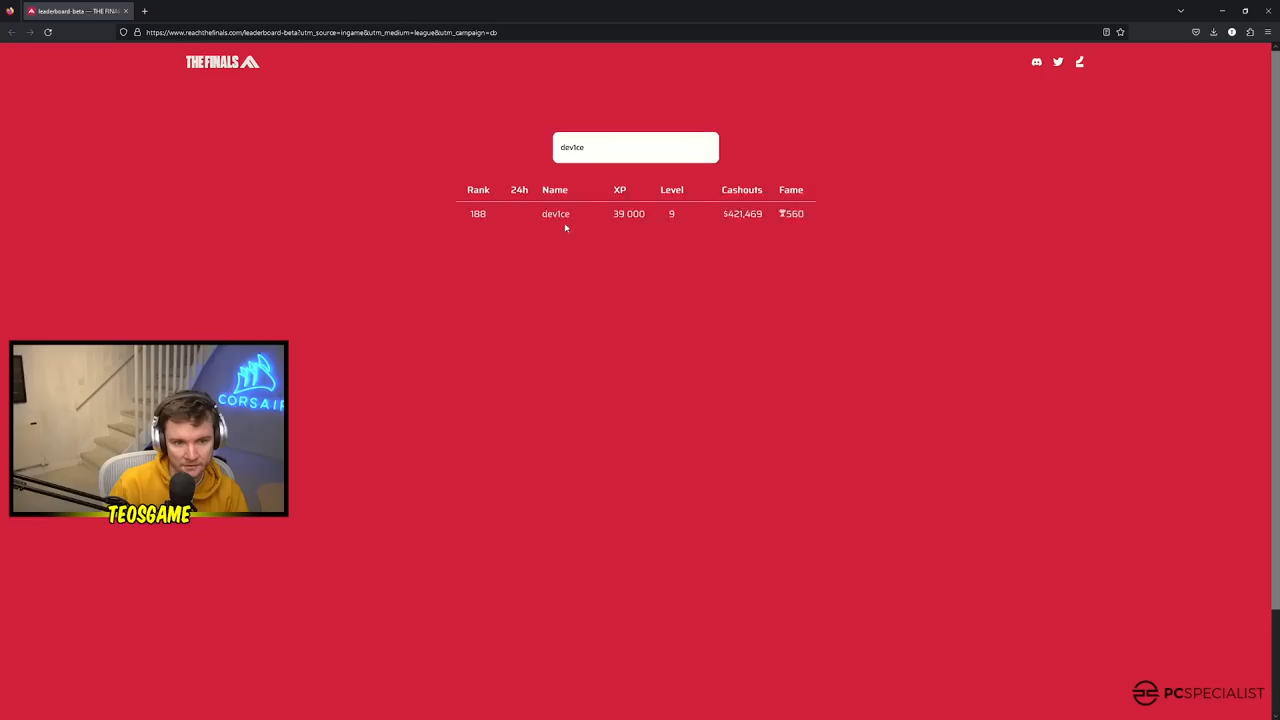 leaderboard-beta — THE FINAL
https://www.reachthefinals.com/leaderboard-beta?utm_source=ingame&utm_medium=league&utm_campaign=cb
THE FINALS
dev1ce
Rank 24h Name XP Level Cashouts Fame
188 dev1ce 39 000 9 $421,469 560
CORSAIR
TEOSGAME
PCSPECIALIST